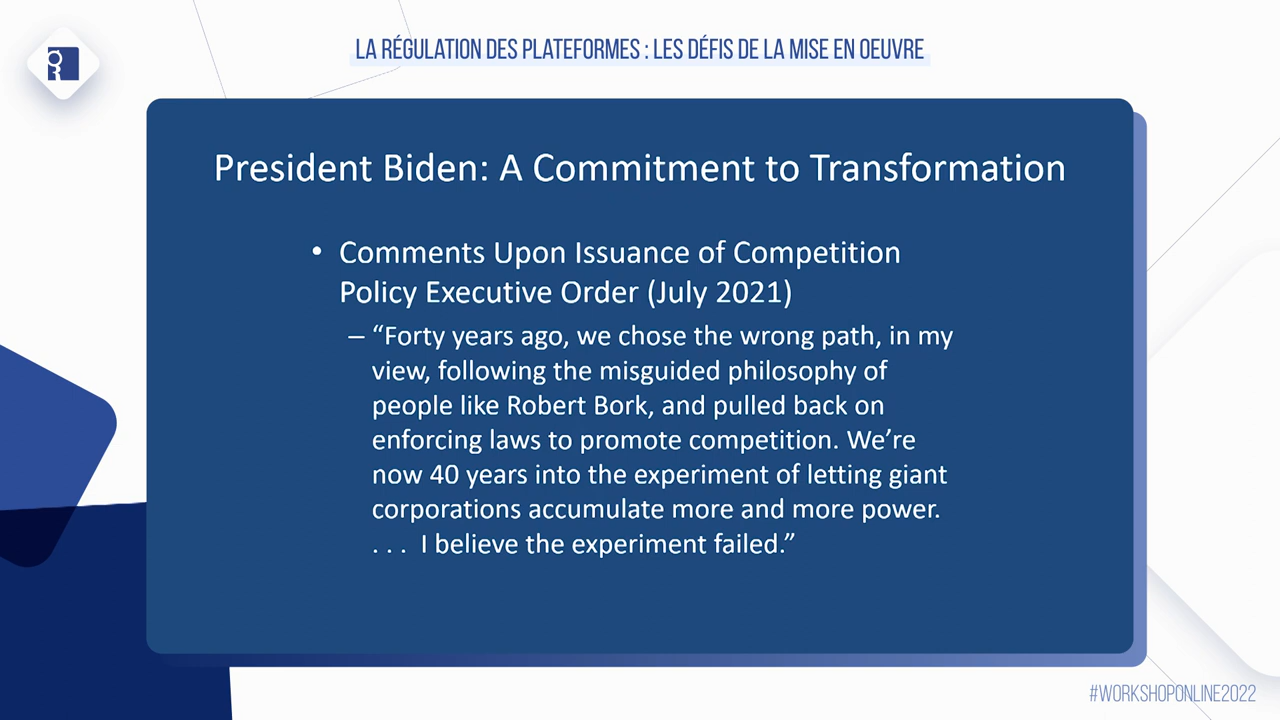 LA RÉGULATION DES PLATEFORMES : LES DÉFIS DE LA MISE EN OEUVRE
President Biden: A Commitment to Transformation
• Comments Upon Issuance of Competition
Policy Executive Order (July 2021)
– “Forty years ago, we chose the wrong path, in my
view, following the misguided philosophy of
people like Robert Bork, and pulled back on
enforcing laws to promote competition. We’re
now 40 years into the experiment of letting giant
corporations accumulate more and more power.
. . . I believe the experiment failed.”
#WORKSHOPONLINE2022